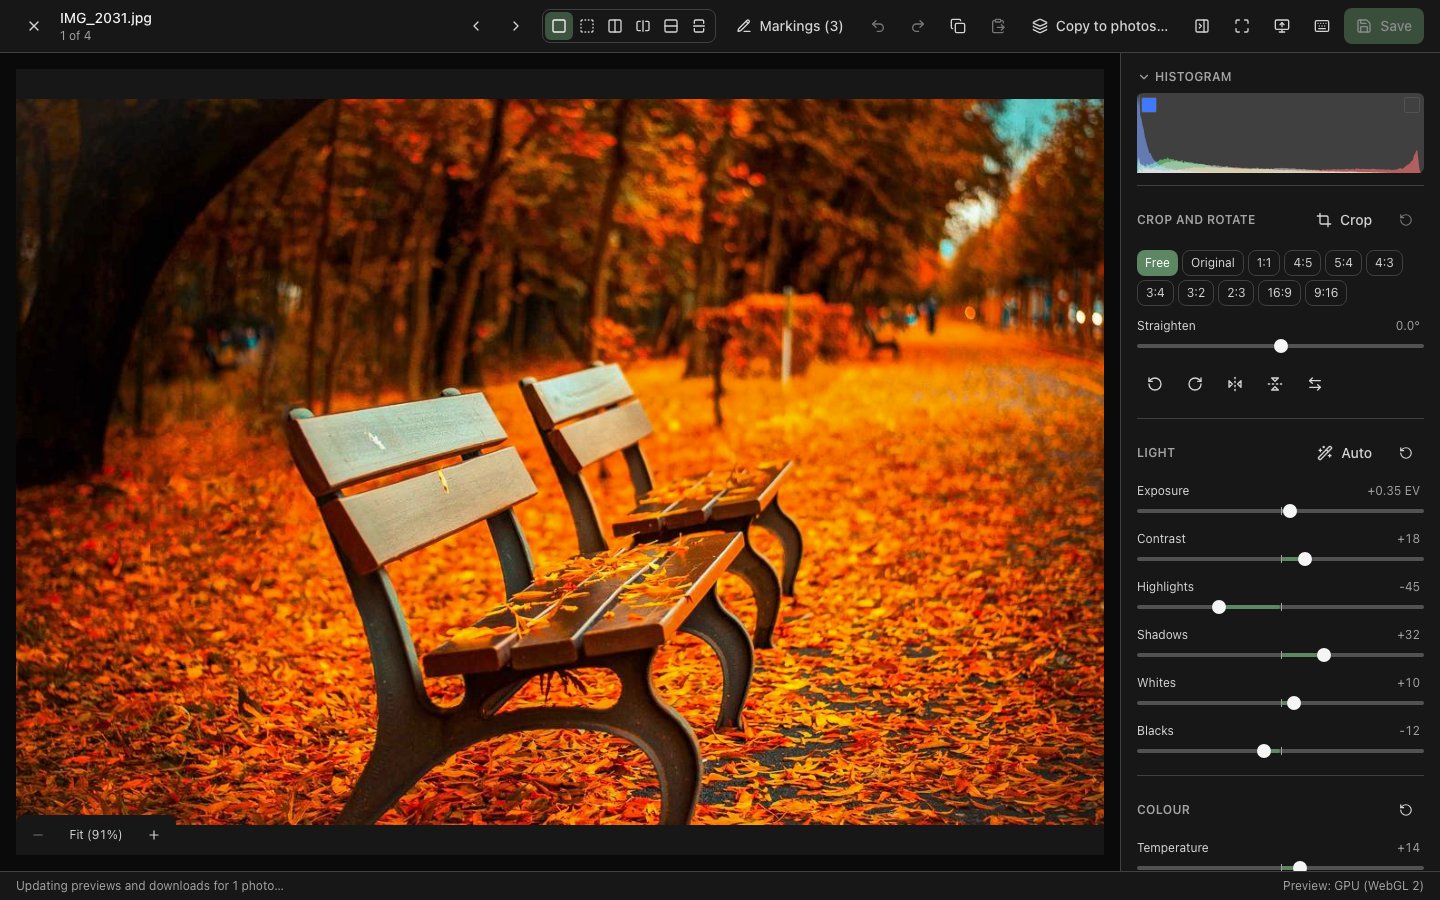 IMG_2031.jpg
1 of 4
Markings (3)
Copy to photos...
Save
HISTOGRAM
CROP AND ROTATE
Crop
Free
Original
1:1
4:5
5:4
4:3
3:4
3:2
2:3
16:9
9:16
Straighten
0.0°
LIGHT
Auto
Exposure
+0.35 EV
Contrast
+18
Highlights
-45
Shadows
+32
Whites
+10
Blacks
-12
COLOUR
Temperature
+14
Fit (91%)
Updating previews and downloads for 1 photo...
Preview: GPU (WebGL 2)